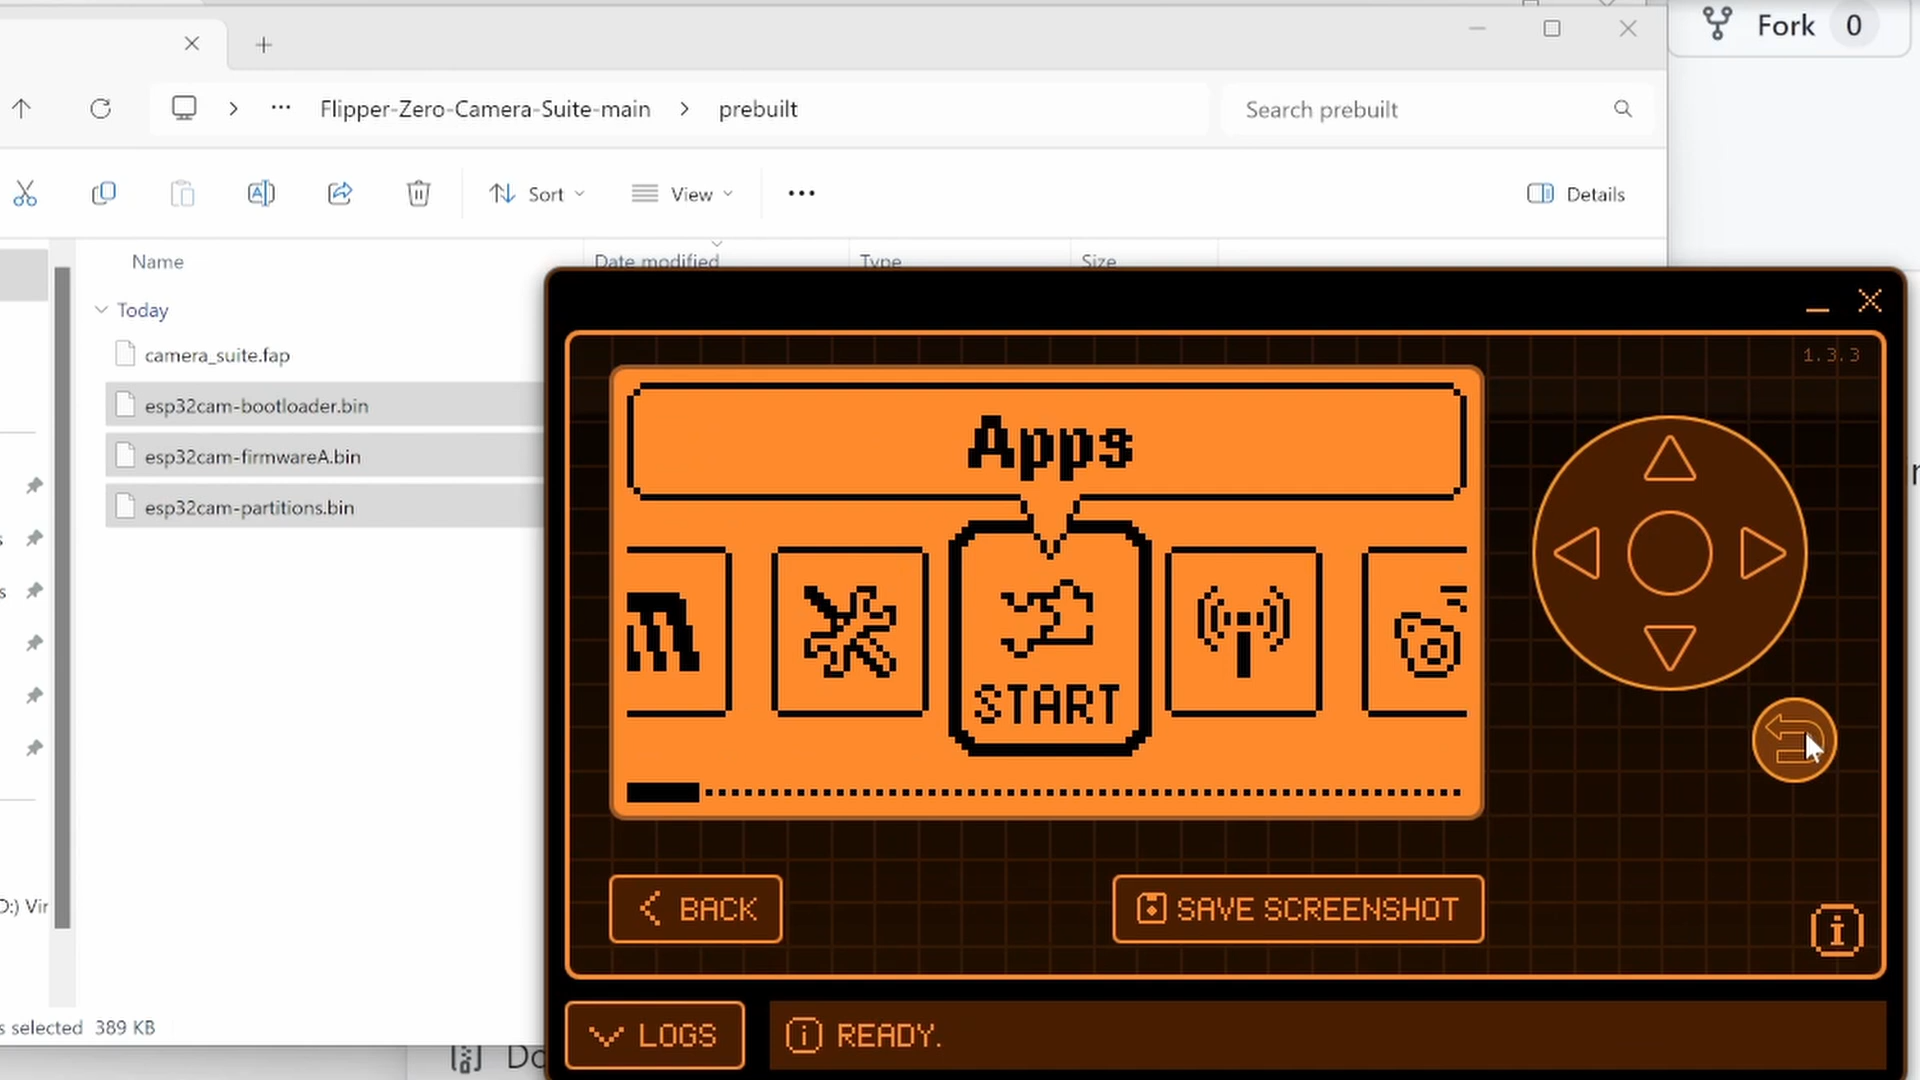 Fork 0
Flipper-Zero-Camera-Suite-main > prebuilt
Search prebuilt
Sort
View
Details
Name
Date modified
Type
Size
Today
camera_suite.fap
esp32cam-bootloader.bin
esp32cam-firmwareA.bin
esp32cam-partitions.bin
1.3.3
Apps
START
BACK
SAVE SCREENSHOT
s selected 389 KB
LOGS
READY.